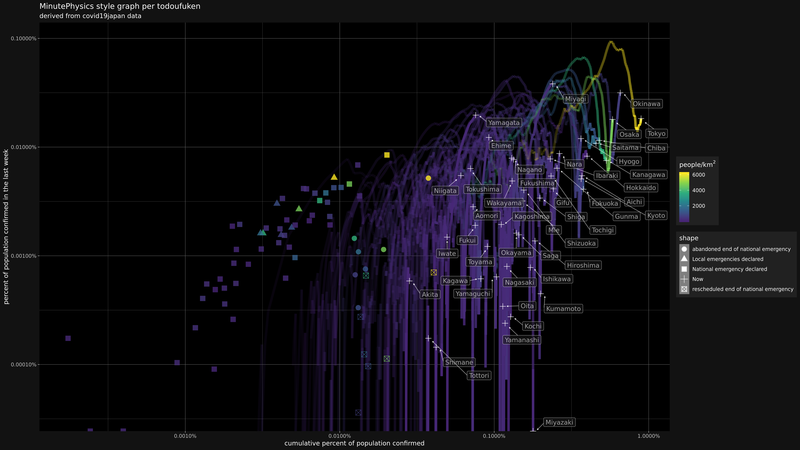 MinutePhysics style graph per todoufuken
derived from covid19japan data
percent of population confirmed in the last week
0.10000%
0.01000%
0.00100%
0.00010%
Okinawa
Miyagi
Yamagata
Osaka
Tokyo
Ehime
Saitama
Chiba
Hyogo
Nara
Nagano
Ibaraki
Kanagawa
Fukushima
Hokkaido
Niigata
Tokushima
Wakayama
Gifu
Fukuoka
Aichi
Aomori
Kagoshima
Shiga
Gunma
Kyoto
Mie
Tochigi
Fukui
Shizuoka
Iwate
Okayama
Saga
Toyama
Hiroshima
Kagawa
Nagasaki
Ishikawa
Akita
Yamaguchi
Oita
Kumamoto
Kochi
Yamanashi
Shimane
Tottori
Miyazaki
0.0010%
0.0100%
0.1000%
1.0000%
cumulative percent of population confirmed
people/km²
6000
4000
2000
shape
abandoned end of national emergency
Local emergencies declared
National emergency declared
Now
rescheduled end of national emergency